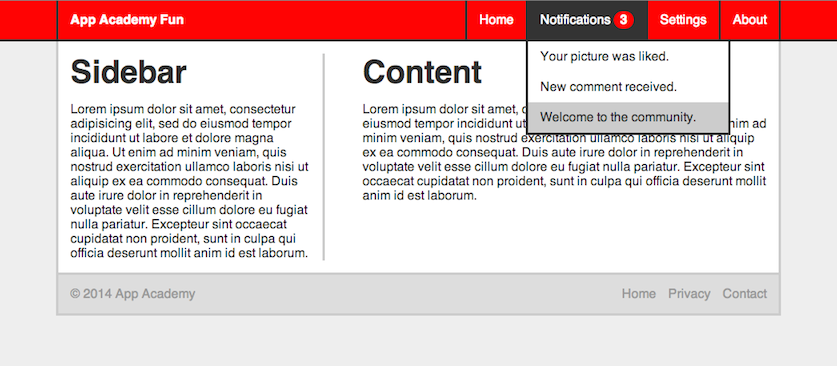 App Academy Fun
Home
Notifications 3
Settings
About
Your picture was liked.
New comment received.
Welcome to the community.
Sidebar
Lorem ipsum dolor sit amet, consectetur
adipisicing elit, sed do eiusmod tempor
incididunt ut labore et dolore magna
aliqua. Ut enim ad minim veniam, quis
nostrud exercitation ullamco laboris nisi ut
aliquip ex ea commodo consequat. Duis
aute irure dolor in reprehenderit in
voluptate velit esse cillum dolore eu fugiat
nulla pariatur. Excepteur sint occaecat
cupidatat non proident, sunt in culpa qui
officia deserunt mollit anim id est laborum.
Content
Lorem ipsum dolor sit amet,
eiusmod tempor incididunt ut enim ad
minim veniam, quis nostrud exercitation ullamco laboris nisi ut aliquip
ex ea commodo consequat. Duis aute irure dolor in reprehenderit in
voluptate velit esse cillum dolore eu fugiat nulla pariatur. Excepteur sint
occaecat cupidatat non proident, sunt in culpa qui officia deserunt mollit
anim id est laborum.
© 2014 App Academy
Home Privacy Contact